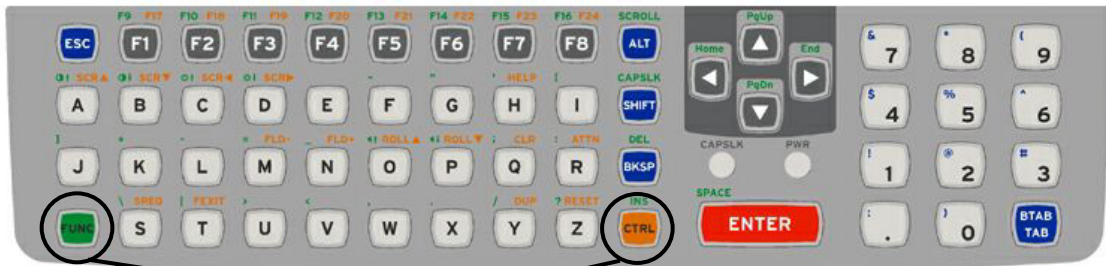 F9 F17 F10 F18 F11 F19 F12 F20 F13 F21 F14 F22 F15 F23 F16 F24 SCROLL
ESC F1 F2 F3 F4 F5 F6 F7 F8 ALT
PgUp
Home End
PgDn
& 7 * 8 ( 9
SCR▲ SCR▼ SCR◀ SCR▶ - " ' HELP [ CAPSLK
A B C D E F G H I SHIFT
$ 4 % 5 ^ 6
] + - = FLD- _ FLD+ ROLL▲ ROLL▼ ; CLR : ATTN DEL
J K L M N O P Q R BKSP
CAPSLK PWR
! 1 @ 2 # 3
\ SREQ | FEXIT > < , . / DUP ? RESET INS
FUNC S T U V W X Y Z CTRL
SPACE
ENTER
: . ) 0 BTAB
TAB